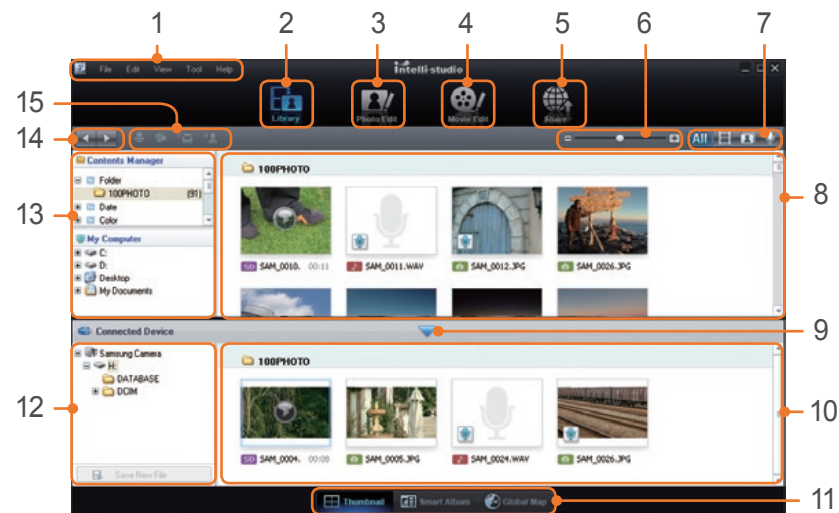 1 2 3 4 5 6 7
File Edit View Tool Help
intelli-studio
Library Photo Edit Movie Edit Share
15
14
All
Contents Manager
Folder
100PHOTO (91)
Date
Color
13
My Computer
C:
D:
Desktop
My Documents
100PHOTO
SD SAM_0010. 00:11
SAM_0011.WAV
SAM_0012.JPG
SAM_0026.JPG
8
Connected Device
9
Samsung Camera
H:
DATABASE
DCIM
12
Save New File
100PHOTO
SD SAM_0004. 00:08
SAM_0005.JPG
SAM_0024.WAV
SAM_0026.JPG
10
Thumbnail Smart Album Global Map
11